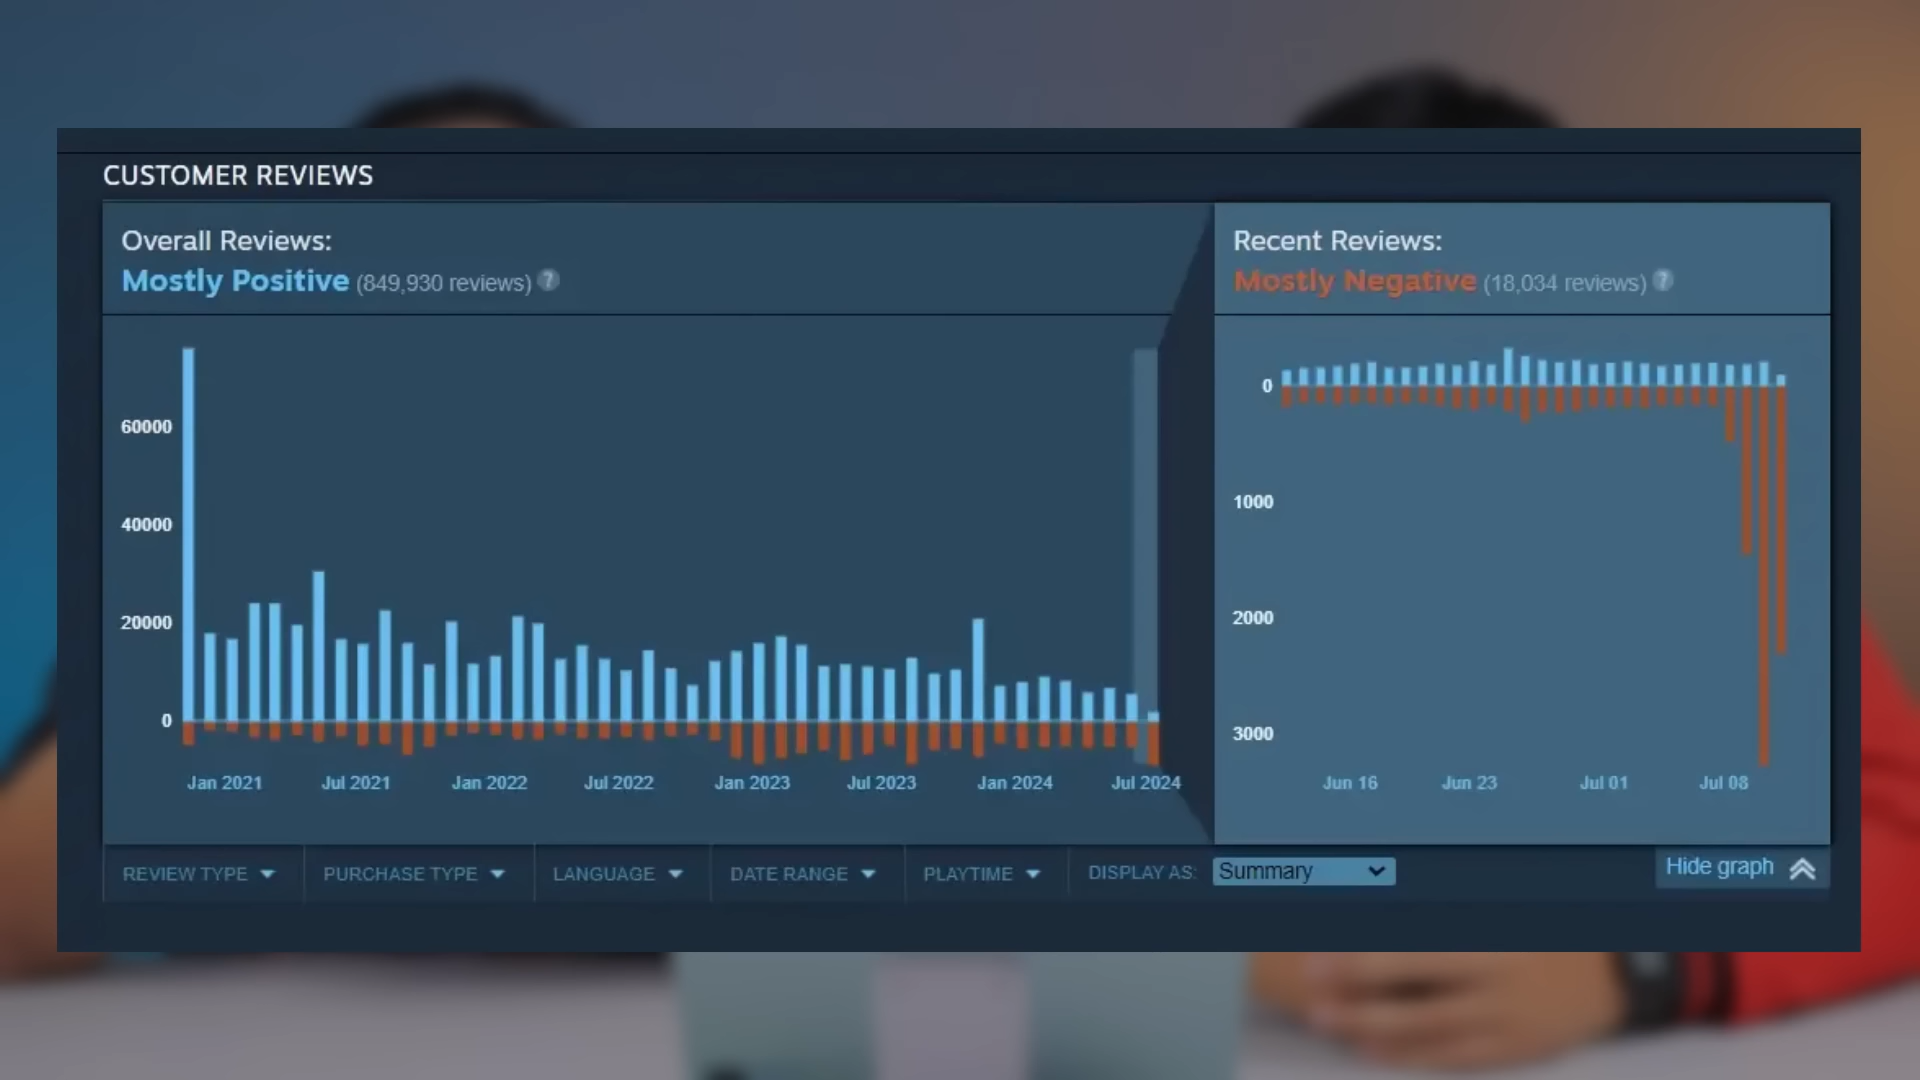 CUSTOMER REVIEWS
Overall Reviews:
Mostly Positive (849,930 reviews) ?
Recent Reviews:
Mostly Negative (18,034 reviews) ?
60000
40000
20000
0
Jan 2021 Jul 2021 Jan 2022 Jul 2022 Jan 2023 Jul 2023 Jan 2024 Jul 2024
0
1000
2000
3000
Jun 16 Jun 23 Jul 01 Jul 08
REVIEW TYPE PURCHASE TYPE LANGUAGE DATE RANGE PLAYTIME DISPLAY AS: Summary
Hide graph